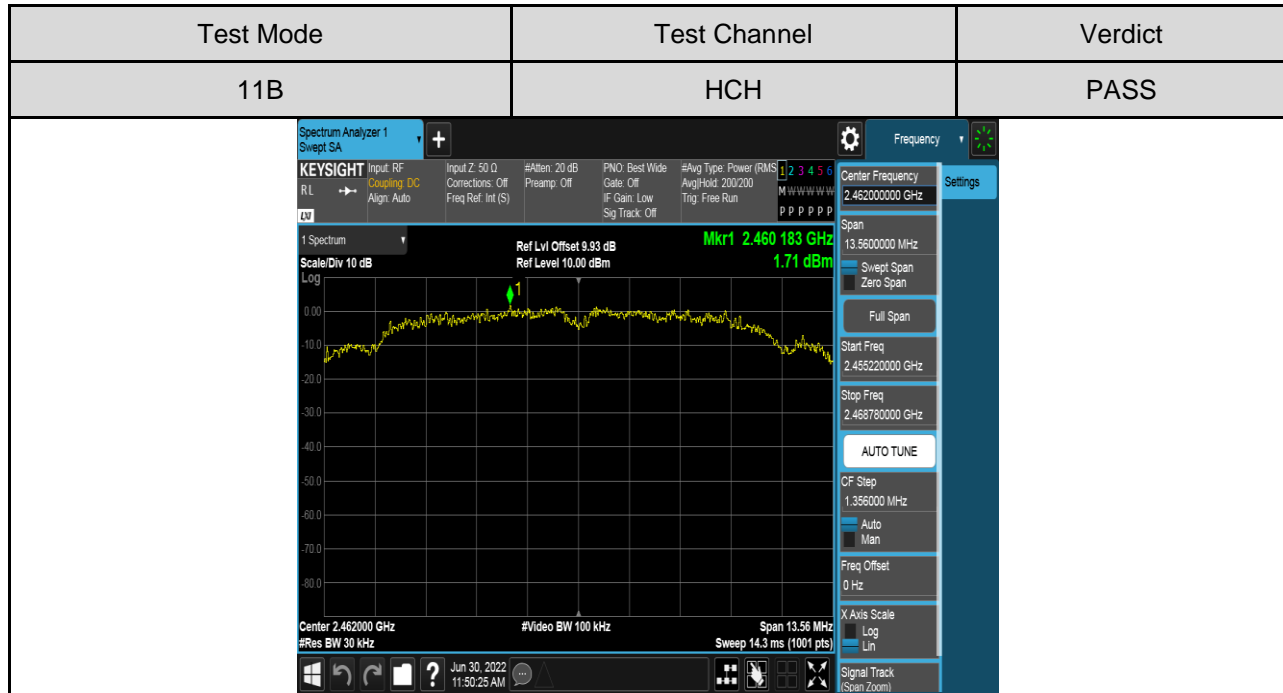 Test Mode Test Channel Verdict
11B HCH PASS
Spectrum Analyzer 1
Swept SA
+
Frequency
KEYSIGHT
RL
LXI
Input: RF
Coupling: DC
Align: Auto
Input Z: 50 Ω
Corrections: Off
Freq Ref: Int (S)
#Atten: 20 dB
Preamp: Off
PNO: Best Wide
Gate: Off
IF Gain: Low
Sig Track: Off
#Avg Type: Power (RMS
Avg|Hold: 200/200
Trig: Free Run
1 2 3 4 5 6
M W W W W W
P P P P P P
1 Spectrum
Scale/Div 10 dB
Ref Lvl Offset 9.93 dB
Ref Level 10.00 dBm
Mkr1 2.460 183 GHz
1.71 dBm
Log
1
0.00
-10.0
-20.0
-30.0
-40.0
-50.0
-60.0
-70.0
-80.0
Center 2.462000 GHz
#Res BW 30 kHz
#Video BW 100 kHz
Span 13.56 MHz
Sweep 14.3 ms (1001 pts)
Center Frequency
2.462000000 GHz
Settings
Span
13.5600000 MHz
Swept Span
Zero Span
Full Span
Start Freq
2.455220000 GHz
Stop Freq
2.468780000 GHz
AUTO TUNE
CF Step
1.356000 MHz
Auto
Man
Freq Offset
0 Hz
X Axis Scale
Log
Lin
Signal Track
(Span Zoom)
?
Jun 30, 2022
11:50:25 AM